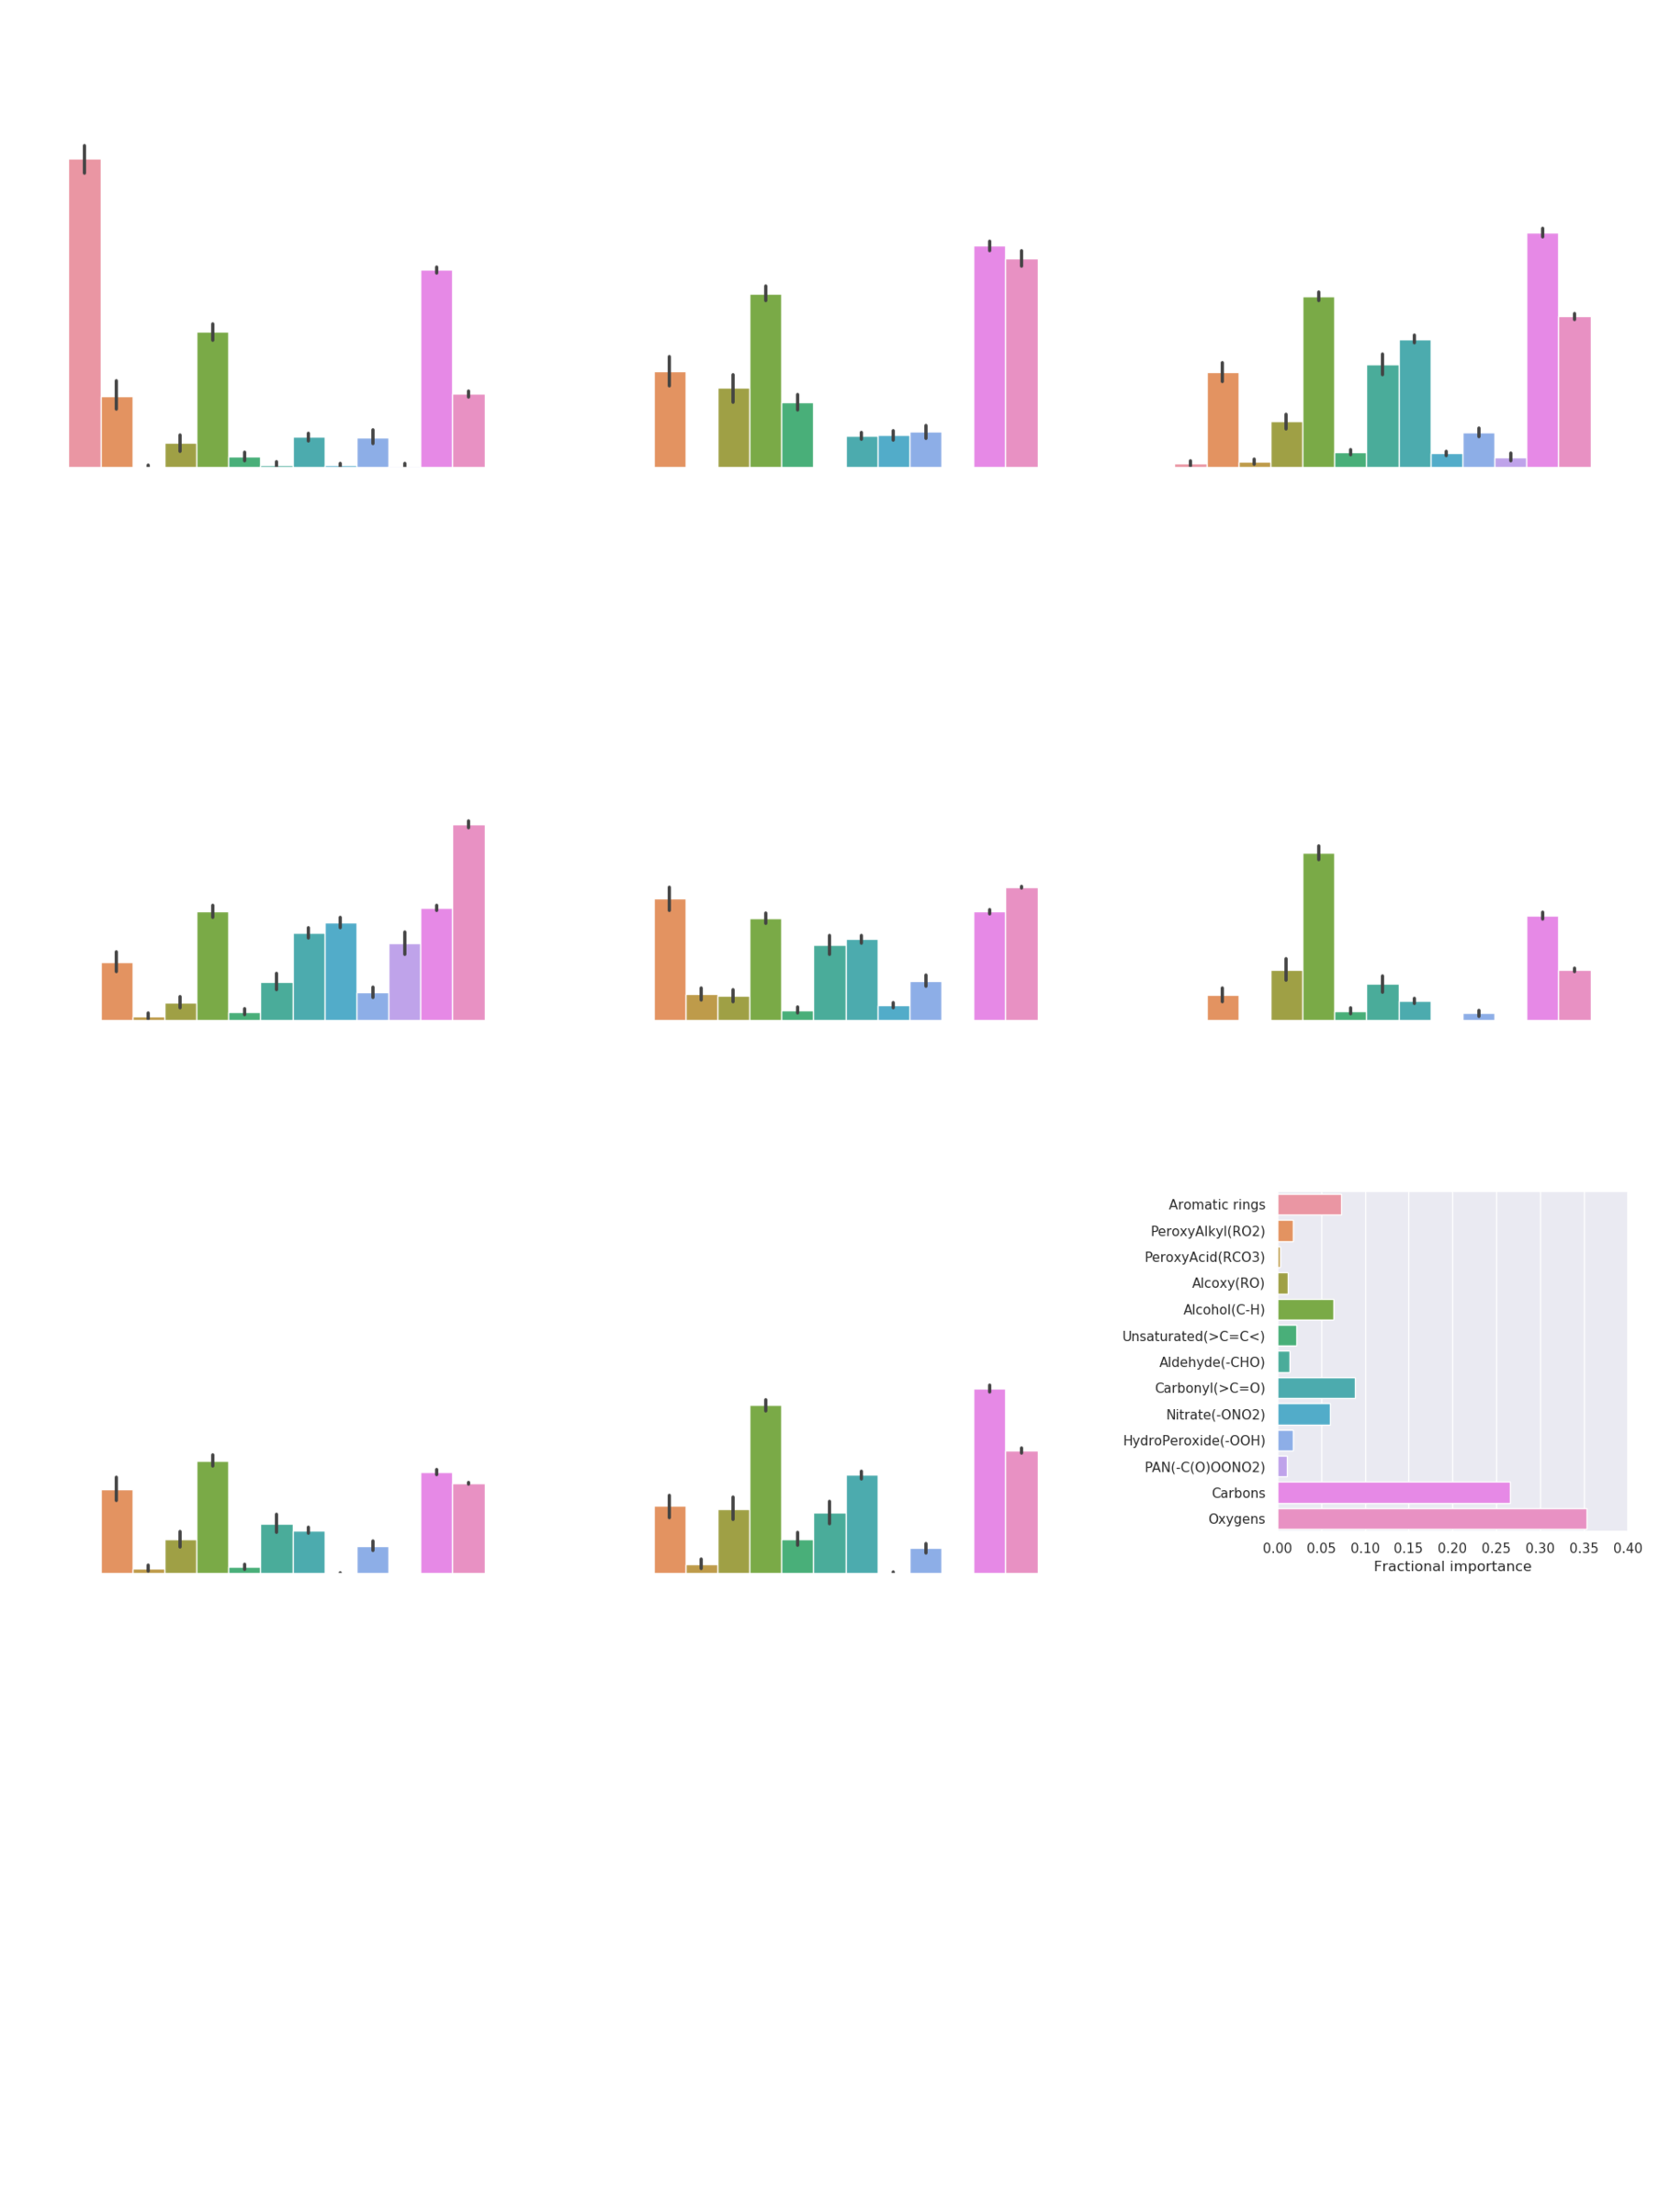 Aromatic rings
PeroxyAlkyl(RO2)
PeroxyAcid(RCO3)
Alcoxy(RO)
Alcohol(C-H)
Unsaturated(>C=C<)
Aldehyde(-CHO)
Carbonyl(>C=O)
Nitrate(-ONO2)
HydroPeroxide(-OOH)
PAN(-C(O)OONO2)
Carbons
Oxygens
0.00 0.05 0.10 0.15 0.20 0.25 0.30 0.35 0.40
Fractional importance